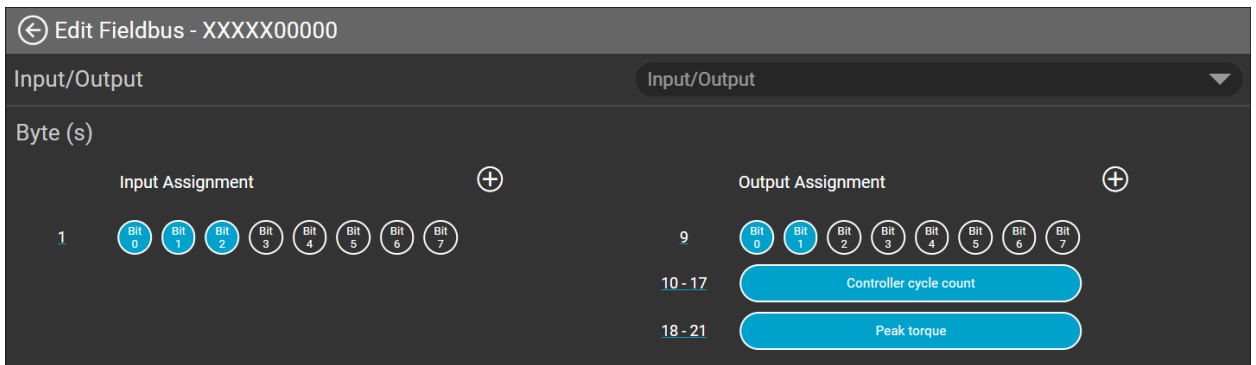 Edit Fieldbus - XXXXX00000
Input/Output Input/Output
Byte (s)
Input Assignment Output Assignment
1 Bit 0 Bit 1 Bit 2 Bit 3 Bit 4 Bit 5 Bit 6 Bit 7 9 Bit 0 Bit 1 Bit 2 Bit 3 Bit 4 Bit 5 Bit 6 Bit 7
10 - 17 Controller cycle count
18 - 21 Peak torque